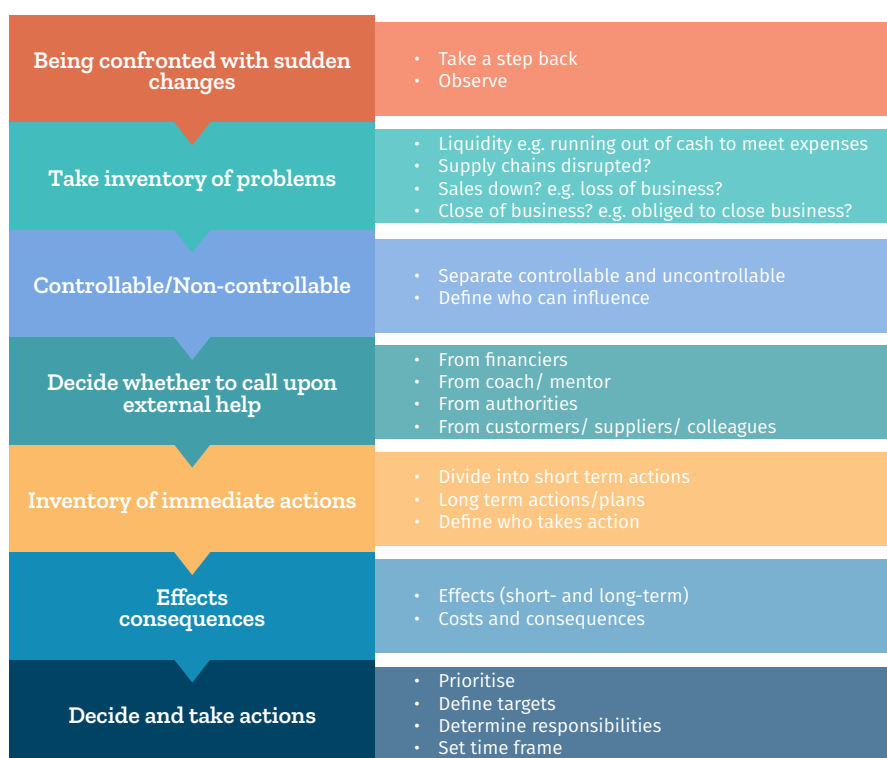 Being confronted with sudden
changes
• Take a step back
• Observe
Take inventory of problems
• Liquidity e.g. running out of cash to meet expenses
• Supply chains disrupted?
• Sales down? e.g. loss of business?
• Close of business? e.g. obliged to close business?
Controllable/Non-controllable
• Separate controllable and uncontrollable
• Define who can influence
Decide whether to call upon
external help
• From financiers
• From coach/ mentor
• From authorities
• From custormers/ suppliers/ colleagues
Inventory of immediate actions
• Divide into short term actions
• Long term actions/plans
• Define who takes action
Effects
consequences
• Effects (short- and long-term)
• Costs and consequences
Decide and take actions
• Prioritise
• Define targets
• Determine responsibilities
• Set time frame